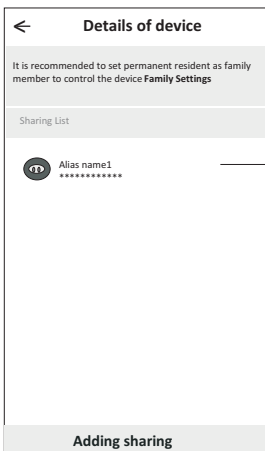 Details of device
It is recommended to set permanent resident as family
member to control the device Family Settings
Sharing List
Alias name1
************
Adding sharing